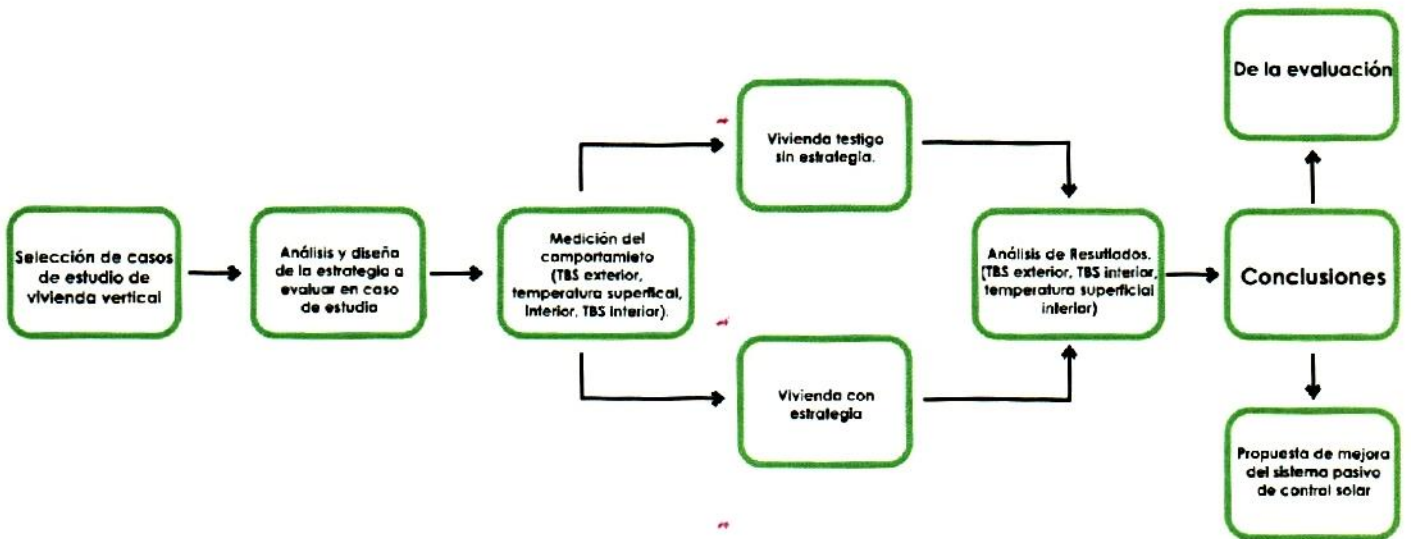 Selección de casos
de estudio de
vivienda vertical
Análisis y diseña
de la estrategia a
evaluar en caso
de estudia
Medición del
campartamieto
(TBS exterior,
temperatura superfical,
interior, TBS interior).
Vivienda testigo
sin estrategia.
Vivienda con
estrategia
Análisis de Resutlados.
(TBS exterior, TBS interior,
temperatura superficial
interior)
De la evaluación
Conclusiones
Propuesta de mejora
del sistema pasivo
de control solar